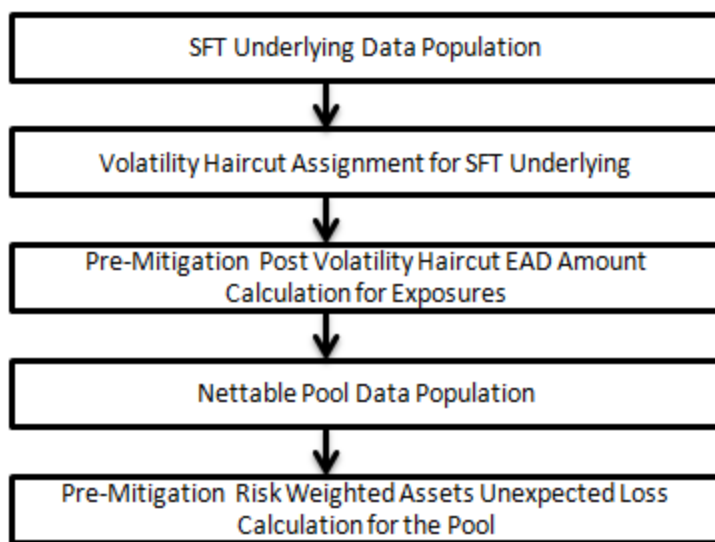 SFT Underlying Data Population
Volatility Haircut Assignment for SFT Underlying
Pre-Mitigation Post Volatility Haircut EAD Amount
Calculation for Exposures
Nettable Pool Data Population
Pre-Mitigation Risk Weighted Assets Unexpected Loss
Calculation for the Pool